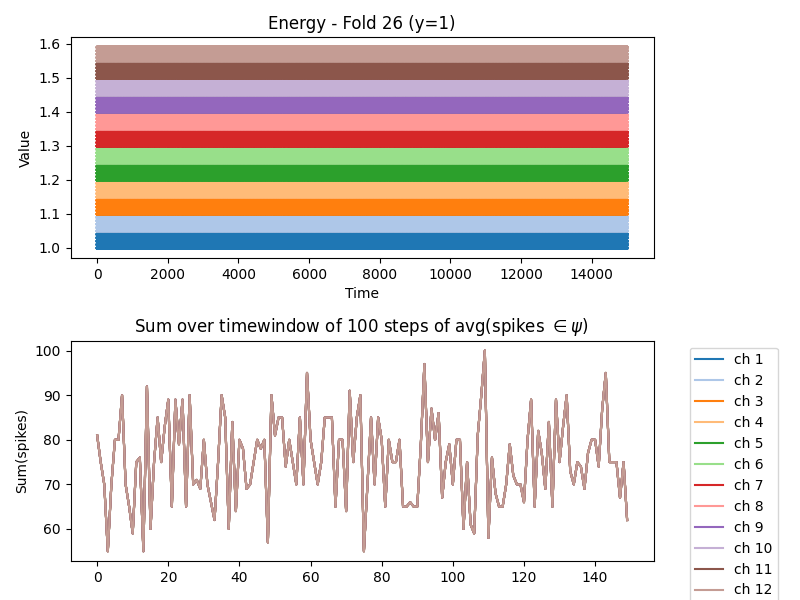 Energy - Fold 26 (y=1)
Value
1.6
1.5
1.4
1.3
1.2
1.1
1.0
0 2000 4000 6000 8000 10000 12000 14000
Time
Sum over timewindow of 100 steps of avg(spikes ∈ ψ)
Sum(spikes)
100
90
80
70
60
0 20 40 60 80 100 120 140
ch 1
ch 2
ch 3
ch 4
ch 5
ch 6
ch 7
ch 8
ch 9
ch 10
ch 11
ch 12